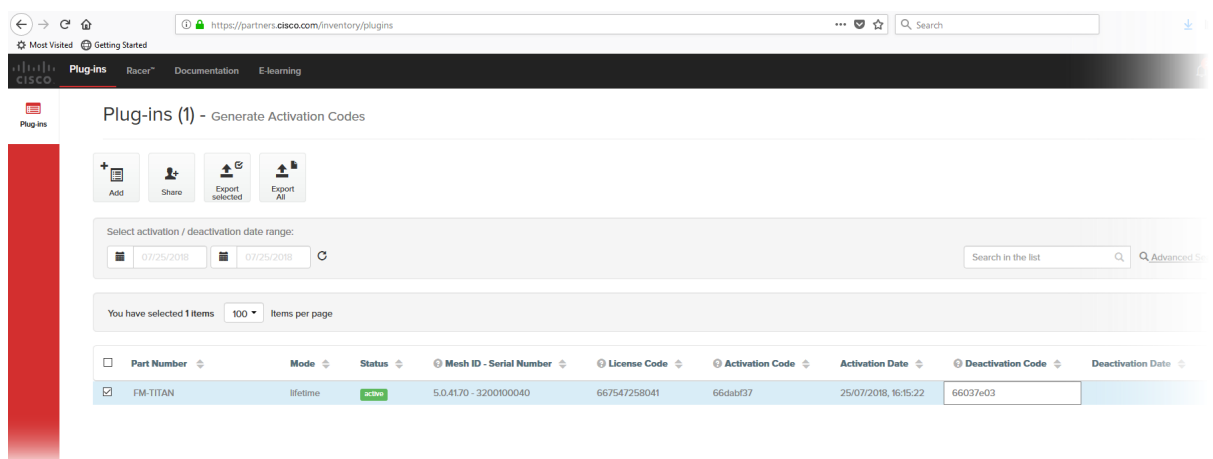 https://partners.cisco.com/inventory/plugins
Search
Most Visited Getting Started
CISCO
Plug-ins Racer™ Documentation E-learning
Plug-ins
Plug-ins (1) - Generate Activation Codes
Add
Share
Export selected
Export All
Select activation / deactivation date range:
07/25/2018 07/25/2018 Search in the list Advanced
You have selected 1 items 100 Items per page
Part Number Mode Status Mesh ID - Serial Number License Code Activation Code Activation Date Deactivation Code Deactivation Date
FM-TITAN lifetime active 5.0.41.70 - 3200100040 667547258041 66dabf37 25/07/2018, 16:15:22 66037e03